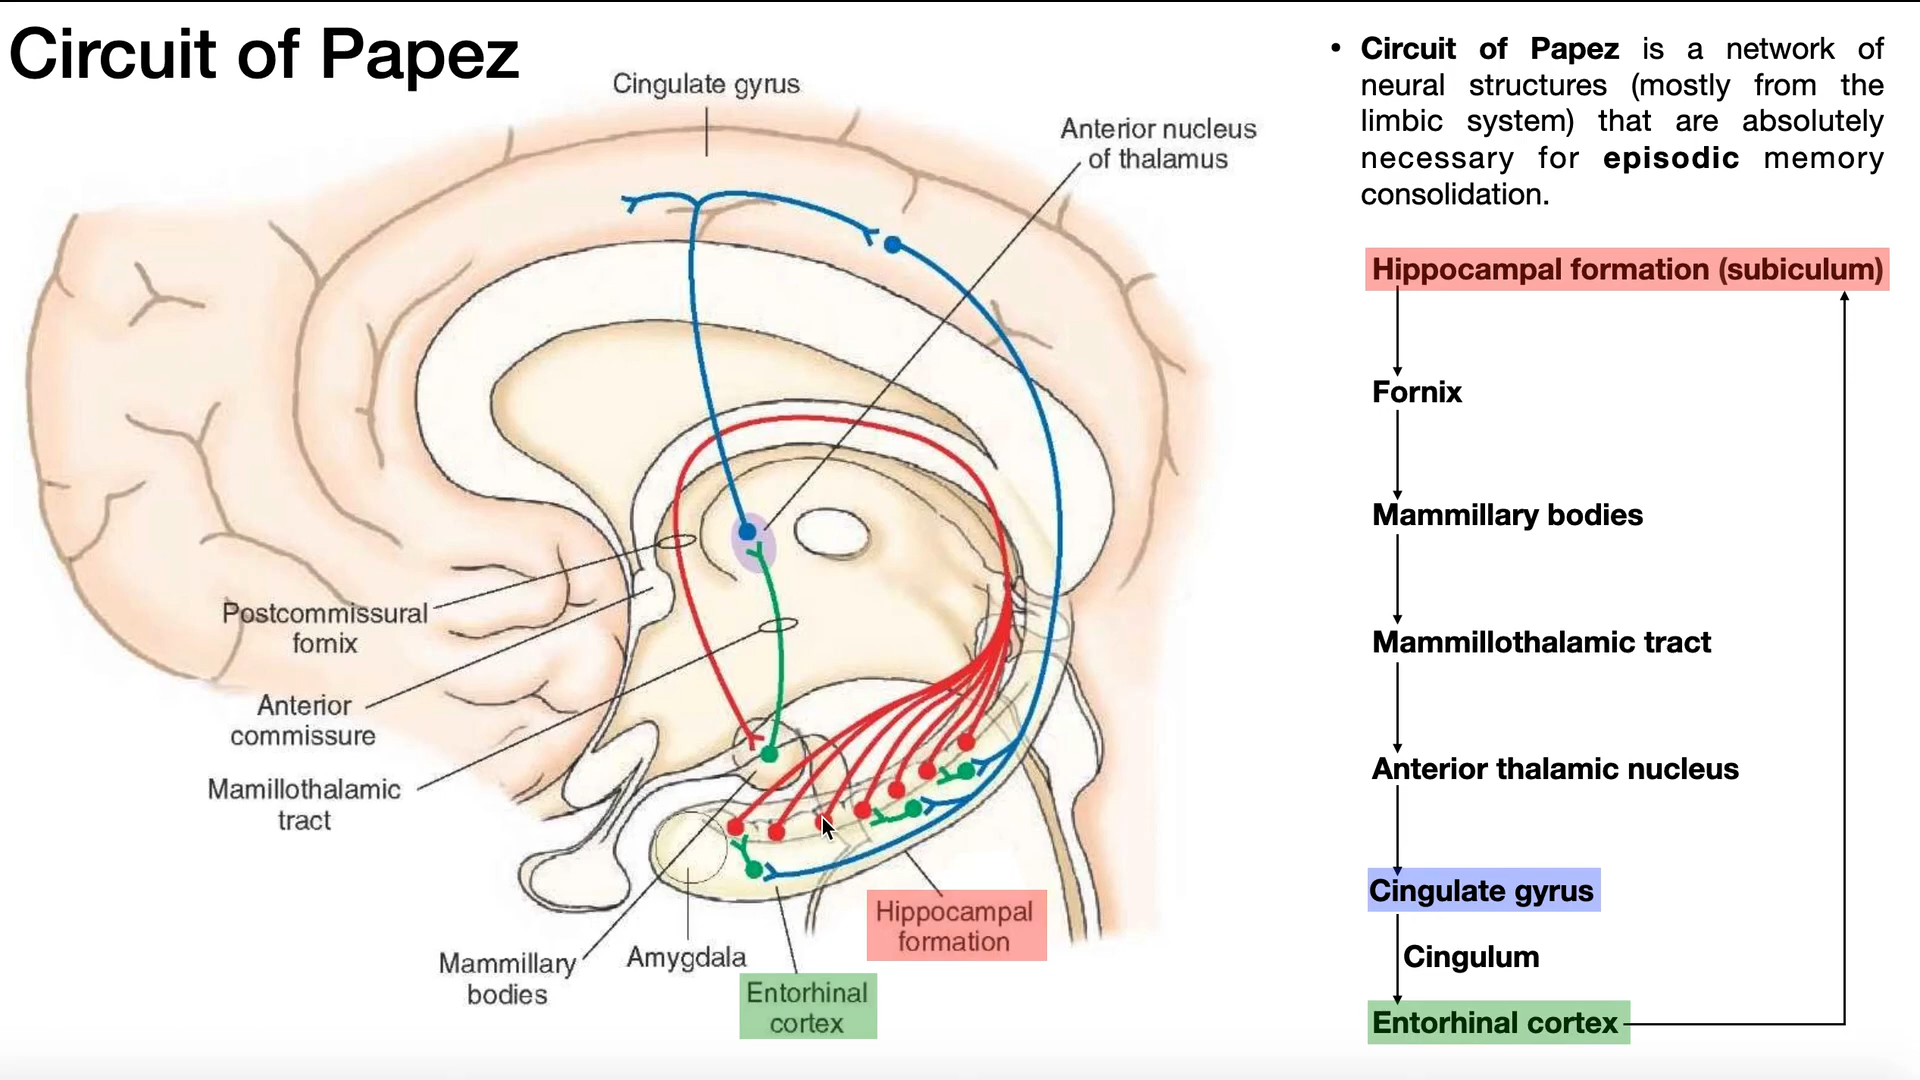 Circuit of Papez
Cingulate gyrus
Anterior nucleus
of thalamus
Postcommissural
fornix
Anterior
commissure
Mamillothalamic
tract
Mammillary
bodies
Amygdala
Entorhinal
cortex
Hippocampal
formation
• Circuit of Papez is a network of
neural structures (mostly from the
limbic system) that are absolutely
necessary for episodic memory
consolidation.
Hippocampal formation (subiculum)
Fornix
Mammillary bodies
Mammillothalamic tract
Anterior thalamic nucleus
Cingulate gyrus
Cingulum
Entorhinal cortex